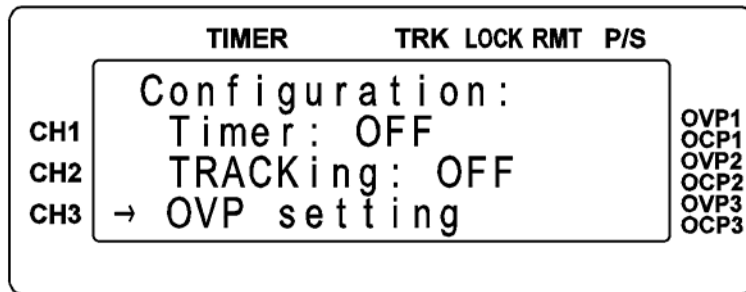 TIMER TRK LOCK RMT P/S
Configuration:
CH1 Timer: OFF OVP1
OCP1
CH2 TRACKing: OFF OVP2
OCP2
CH3 → OVP setting OVP3
OCP3